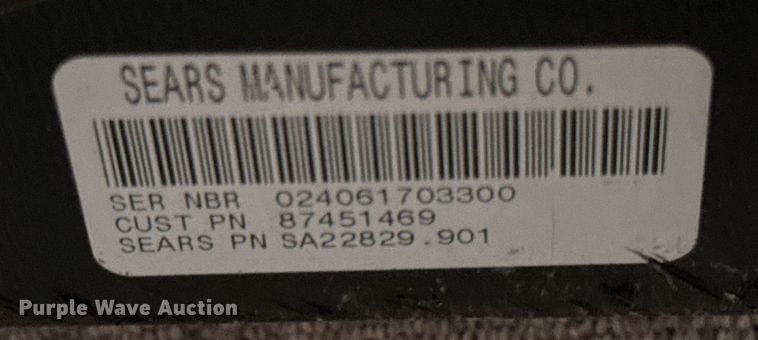 SEARS MANUFACTURING CO.
SER NBR 024061703300
CUST PN 87451469
SEARS PN SA22829.901
Purple Wave Auction